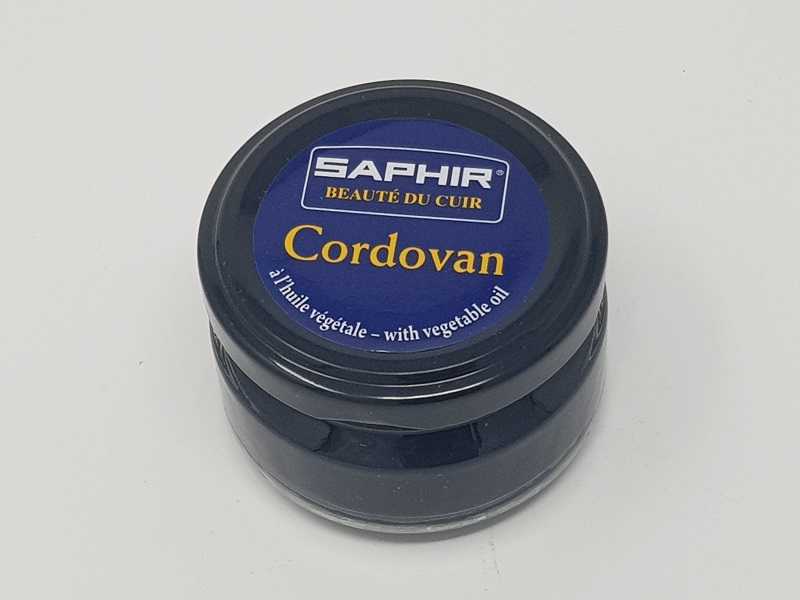 SAPHIR®
BEAUTÉ DU CUIR
Cordovan
à l'huile végétale – with vegetable oil